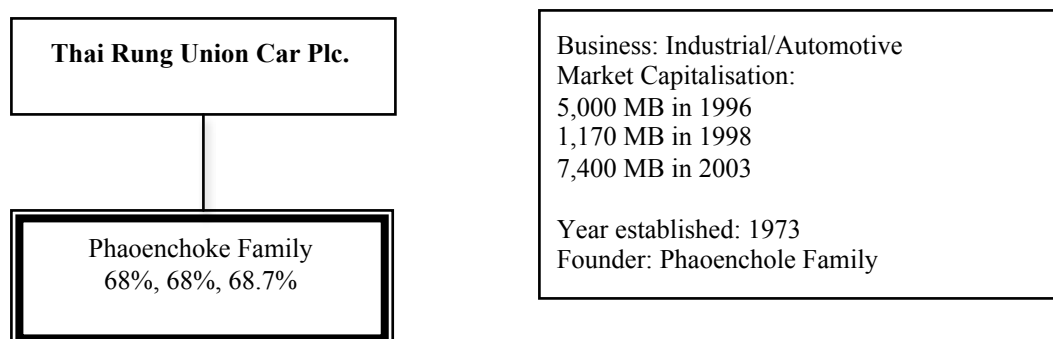 Thai Rung Union Car Plc.
Phaoenchoke Family
68%, 68%, 68.7%
Business: Industrial/Automotive
Market Capitalisation:
5,000 MB in 1996
1,170 MB in 1998
7,400 MB in 2003
Year established: 1973
Founder: Phaoenchole Family